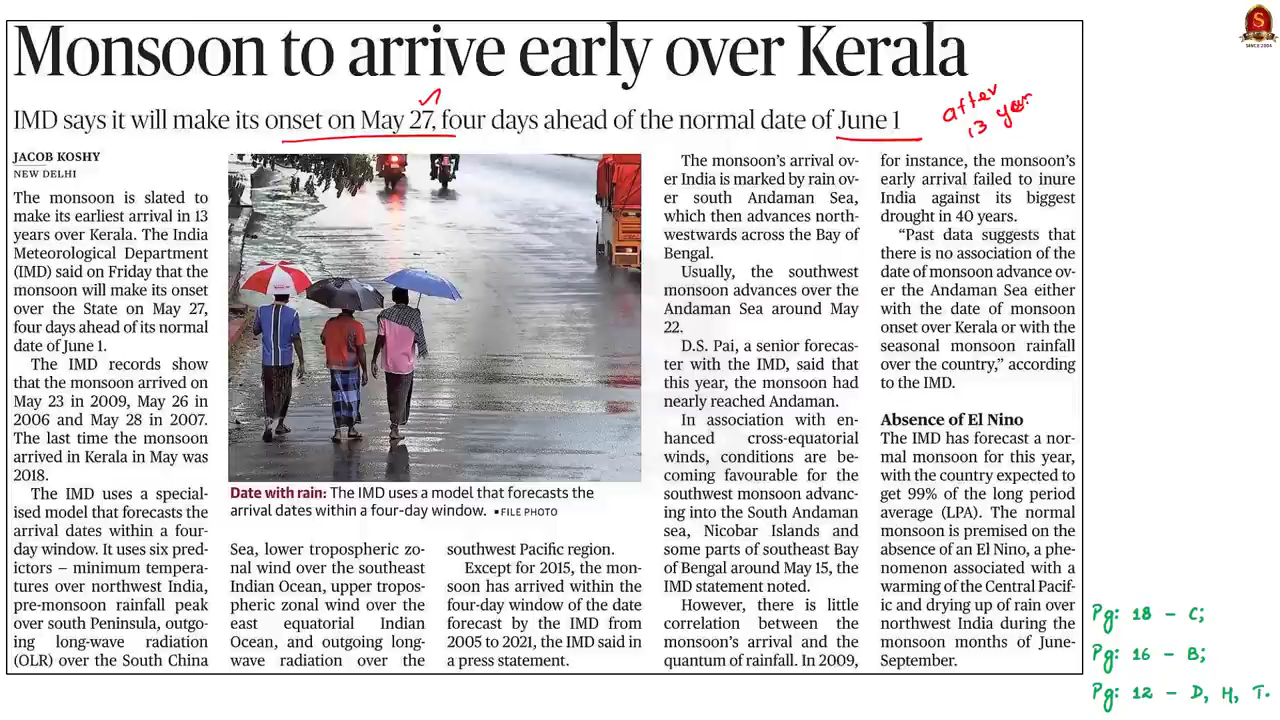 Monsoon to arrive early over Kerala
IMD says it will make its onset on May 27, four days ahead of the normal date of June 1
after
13 year
JACOB KOSHY
NEW DELHI
The monsoon is slated to
make its earliest arrival in 13
years over Kerala. The India
Meteorological Department
(IMD) said on Friday that the
monsoon will make its onset
over the State on May 27,
four days ahead of its normal
date of June 1.
The IMD records show
that the monsoon arrived on
May 23 in 2009, May 26 in
2006 and May 28 in 2007.
The last time the monsoon
arrived in Kerala in May was
2018.
The IMD uses a special-
ised model that forecasts the
arrival dates within a four-
day window. It uses six pred-
ictors – minimum tempera-
tures over northwest India,
pre-monsoon rainfall peak
over south Peninsula, outgo-
ing long-wave radiation
(OLR) over the South China
Date with rain: The IMD uses a model that forecasts the
arrival dates within a four-day window. ▪FILE PHOTO
Sea, lower tropospheric zo-
nal wind over the southeast
Indian Ocean, upper tropos-
pheric zonal wind over the
east equatorial Indian
Ocean, and outgoing long-
wave radiation over the
southwest Pacific region.
Except for 2015, the mon-
soon has arrived within the
four-day window of the date
forecast by the IMD from
2005 to 2021, the IMD said in
a press statement.
The monsoon's arrival ov-
er India is marked by rain ov-
er south Andaman Sea,
which then advances north-
westwards across the Bay of
Bengal.
Usually, the southwest
monsoon advances over the
Andaman Sea around May
22.
D.S. Pai, a senior forecas-
ter with the IMD, said that
this year, the monsoon had
nearly reached Andaman.
In association with en-
hanced cross-equatorial
winds, conditions are be-
coming favourable for the
southwest monsoon advanc-
ing into the South Andaman
sea, Nicobar Islands and
some parts of southeast Bay
of Bengal around May 15, the
IMD statement noted.
However, there is little
correlation between the
monsoon's arrival and the
quantum of rainfall. In 2009,
for instance, the monsoon's
early arrival failed to inure
India against its biggest
drought in 40 years.
"Past data suggests that
there is no association of the
date of monsoon advance ov-
er the Andaman Sea either
with the date of monsoon
onset over Kerala or with the
seasonal monsoon rainfall
over the country," according
to the IMD.
Absence of El Nino
The IMD has forecast a nor-
mal monsoon for this year,
with the country expected to
get 99% of the long period
average (LPA). The normal
monsoon is premised on the
absence of an El Nino, a phe-
nomenon associated with a
warming of the Central Pacif-
ic and drying up of rain over
northwest India during the
monsoon months of June-
September.
S
SINCE 2004
Pg: 18 - C;
Pg: 16 - B;
Pg: 12 - D, H, T.